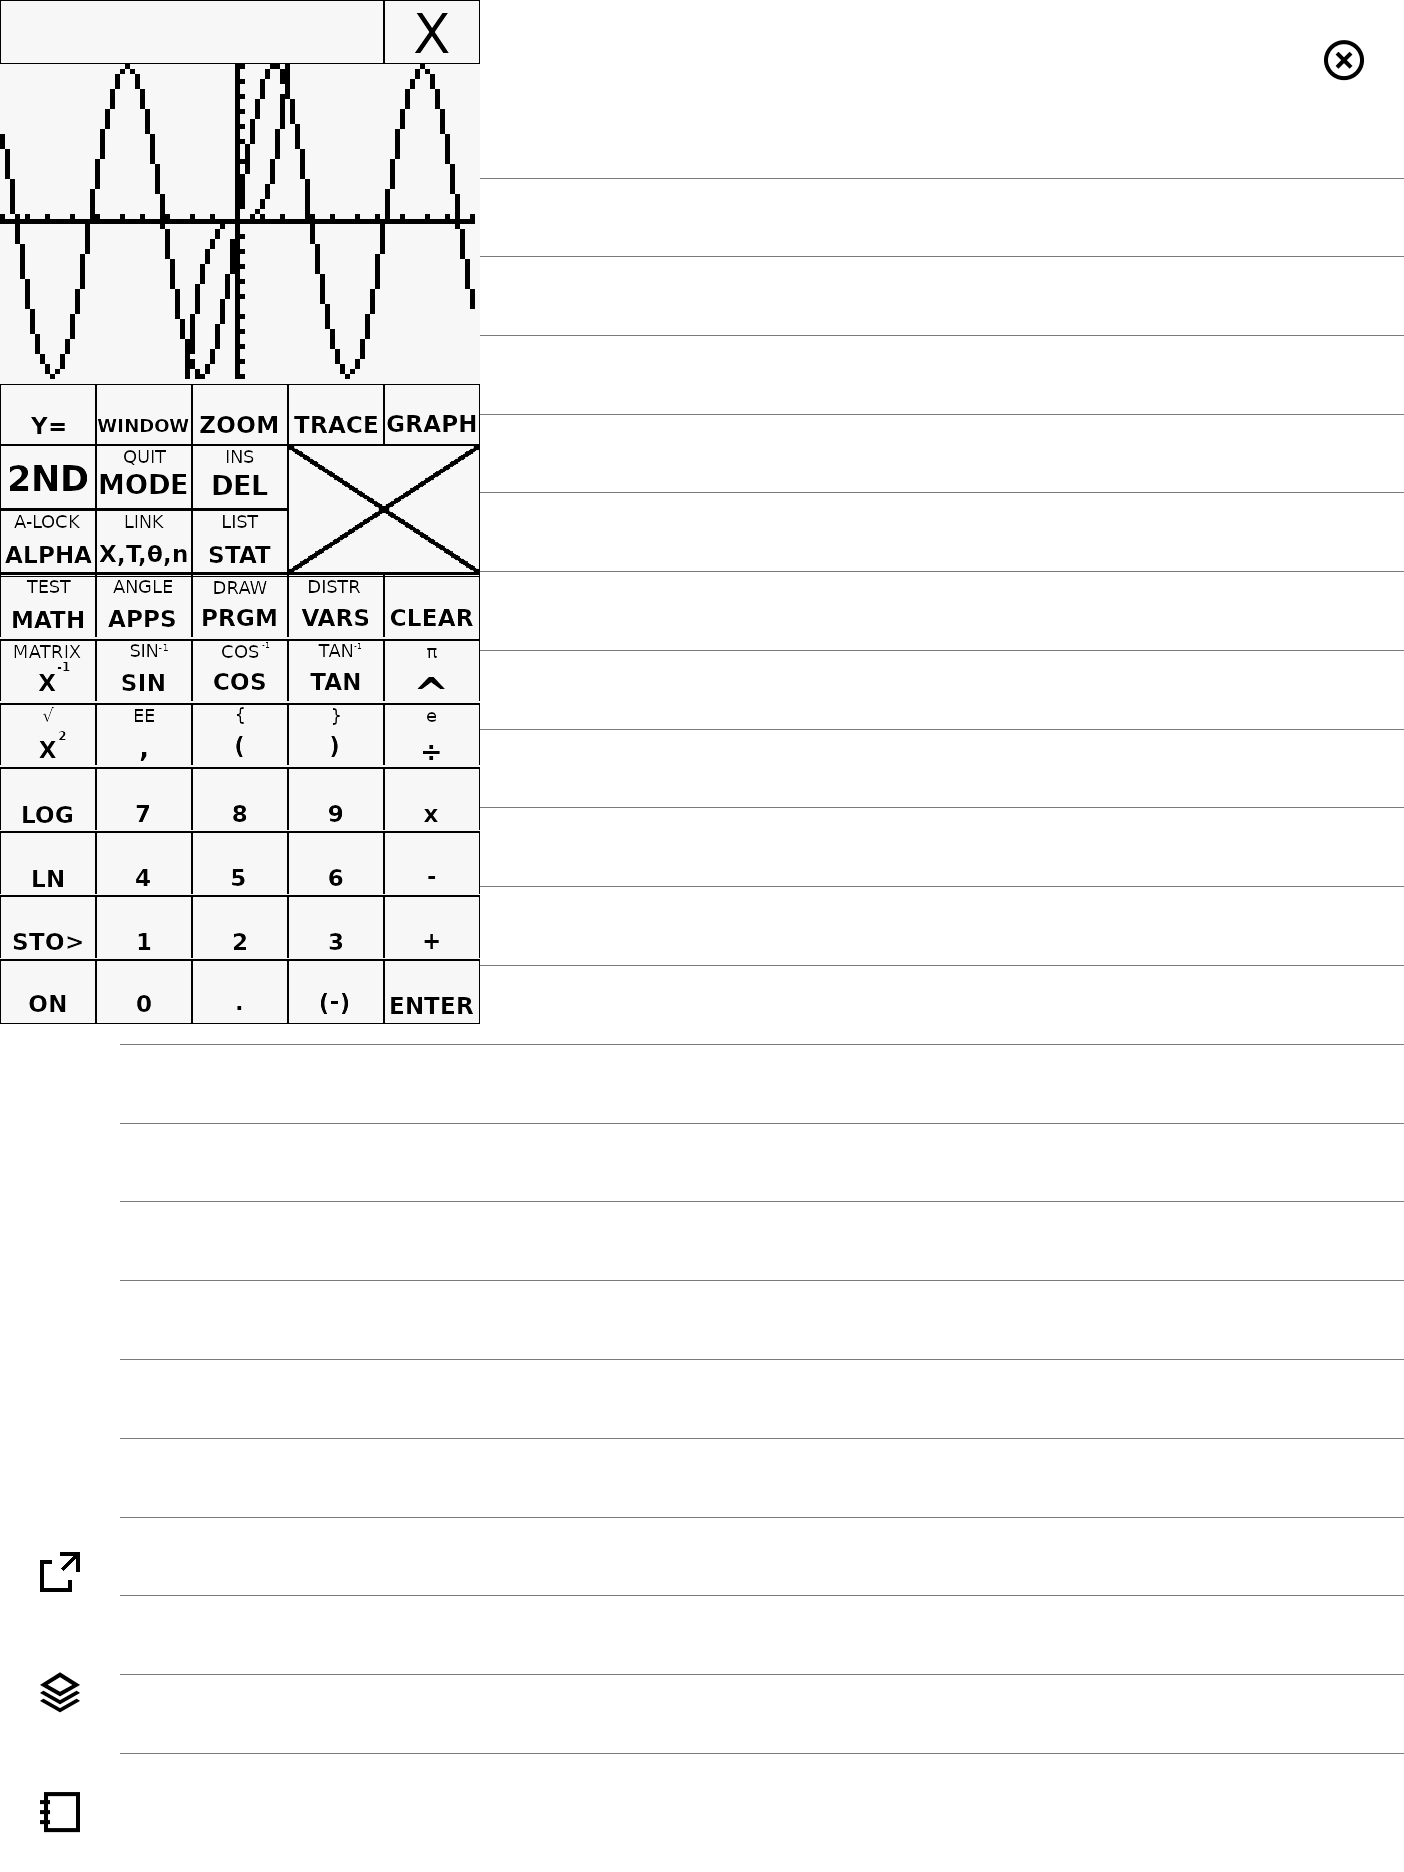 X
Y= WINDOW ZOOM TRACE GRAPH
QUIT INS
2ND MODE DEL
A-LOCK LINK LIST
ALPHA X,T,θ,n STAT
TEST ANGLE DRAW DISTR
MATH APPS PRGM VARS CLEAR
MATRIX SIN-1 COS-1 TAN-1 π
X-1 SIN COS TAN ^
√ EE { } e
X2 , ( ) ÷
LOG 7 8 9 x
LN 4 5 6 -
STO> 1 2 3 +
ON 0 . (-) ENTER